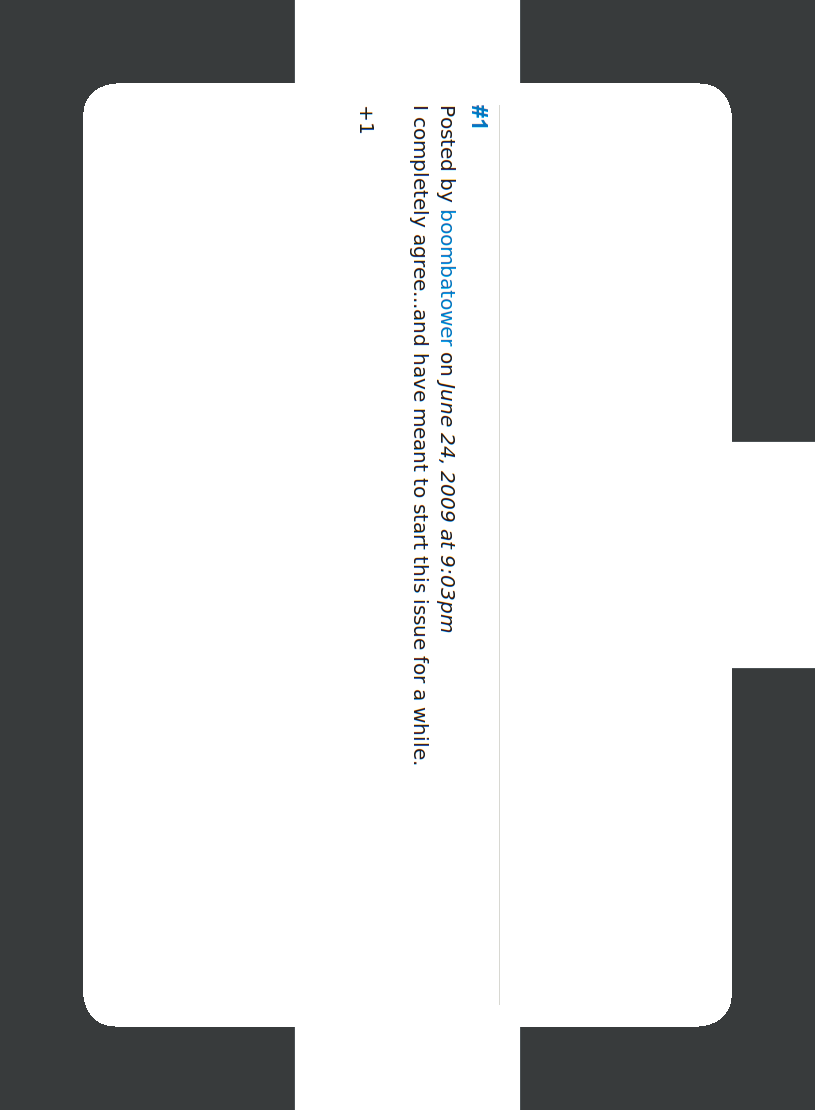 #1
Posted by boombatower on June 24, 2009 at 9:03pm
I completely agree...and have meant to start this issue for a while.
+1